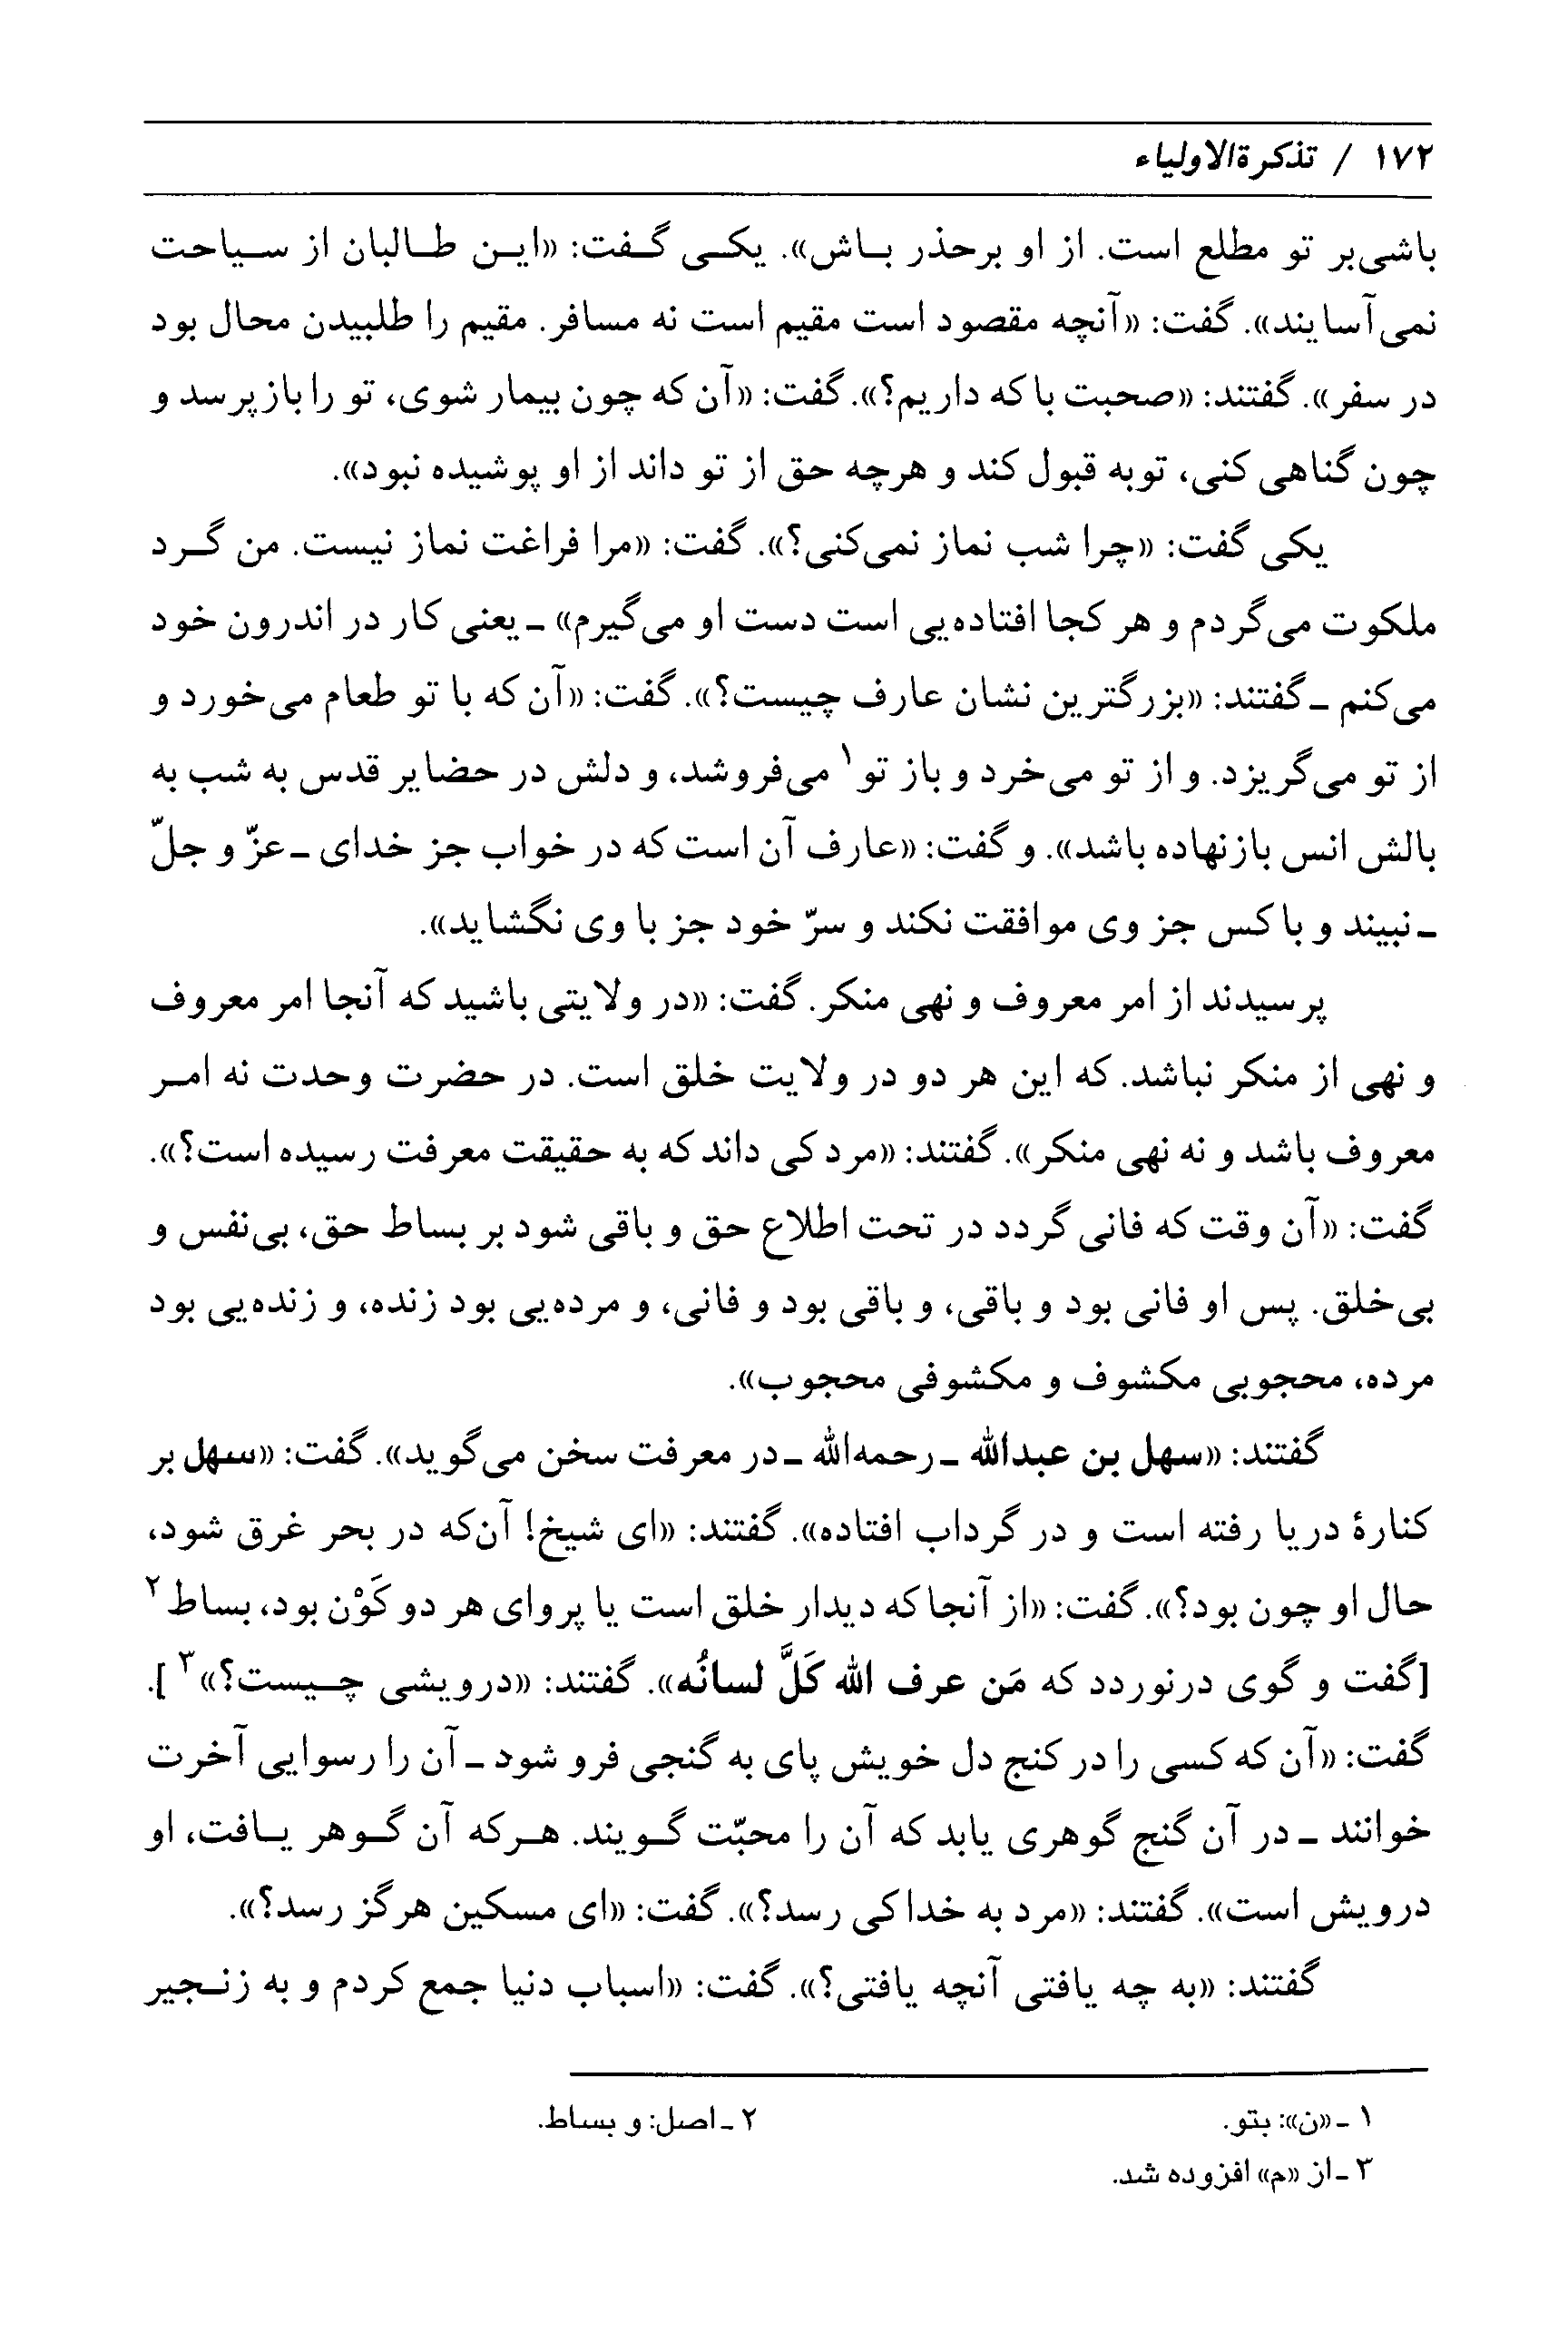 ۱۷۲ / تذکرةالاولیاء
باشی‌بر تو مطلع است. از او برحذر باش». یکی گفت: «این طالبان از سیاحت
نمی‌آسایند». گفت: «آنچه مقصود است مقیم است نه مسافر. مقیم را طلبیدن محال بود
در سفر». گفتند: «صحبت با که داریم؟». گفت: «آن که چون بیمار شوی، تو را بازپرسد و
چون گناهی کنی، توبه قبول کند و هرچه حق از تو داند از او پوشیده نبود».
یکی گفت: «چرا شب نماز نمی‌کنی؟». گفت: «مرا فراغت نماز نیست. من گرد
ملکوت می‌گردم و هر کجا افتاده‌یی است دست او می‌گیرم» ـ یعنی کار در اندرون خود
می‌کنم ـ گفتند: «بزرگترین نشان عارف چیست؟». گفت: «آن که با تو طعام می‌خورد و
از تو می‌گریزد. و از تو می‌خرد و باز تو۱ می‌فروشد، و دلش در حضایر قدس به شب به
بالش انس بازنهاده باشد». و گفت: «عارف آن است که در خواب جز خدای ـ عزّ و جلّ
ـ نبیند و با کس جز وی موافقت نکند و سرّ خود جز با وی نگشاید».
پرسیدند از امر معروف و نهی منکر. گفت: «در ولایتی باشید که آنجا امر معروف
و نهی از منکر نباشد. که این هر دو در ولایت خلق است. در حضرت وحدت نه امر
معروف باشد و نه نهی منکر». گفتند: «مرد کی داند که به حقیقت معرفت رسیده است؟».
گفت: «آن وقت که فانی گردد در تحت اطلاع حق و باقی شود بر بساط حق، بی‌نفس و
بی‌خلق. پس او فانی بود و باقی، و باقی بود و فانی، و مرده‌یی بود زنده، و زنده‌یی بود
مرده، محجوبی مکشوف و مکشوفی محجوب».
گفتند: «سهل بن عبدالله ـ رحمه‌الله ـ در معرفت سخن می‌گوید». گفت: «سهل بر
کنارهٔ دریا رفته است و در گرداب افتاده». گفتند: «ای شیخ! آن‌که در بحر غرق شود،
حال او چون بود؟». گفت: «از آنجا که دیدار خلق است یا پروای هر دو کَوْن بود، بساط۲
[گفت و گوی درنوردد که مَن عرف الله کَلَّ لسانُه». گفتند: «درویشی چیست؟»۳].
گفت: «آن که کسی را در کنج دل خویش پای به گنجی فرو شود ـ آن را رسوایی آخرت
خوانند ـ در آن گنج گوهری یابد که آن را محبّت گویند. هرکه آن گوهر یافت، او
درویش است». گفتند: «مرد به خدا کی رسد؟». گفت: «ای مسکین هرگز رسد؟».
گفتند: «به چه یافتی آنچه یافتی؟». گفت: «اسباب دنیا جمع کردم و به زنجیر
۱ ـ «ن»: بتو.
۲ ـ اصل: و بساط.
۳ ـ از «م» افزوده شد.